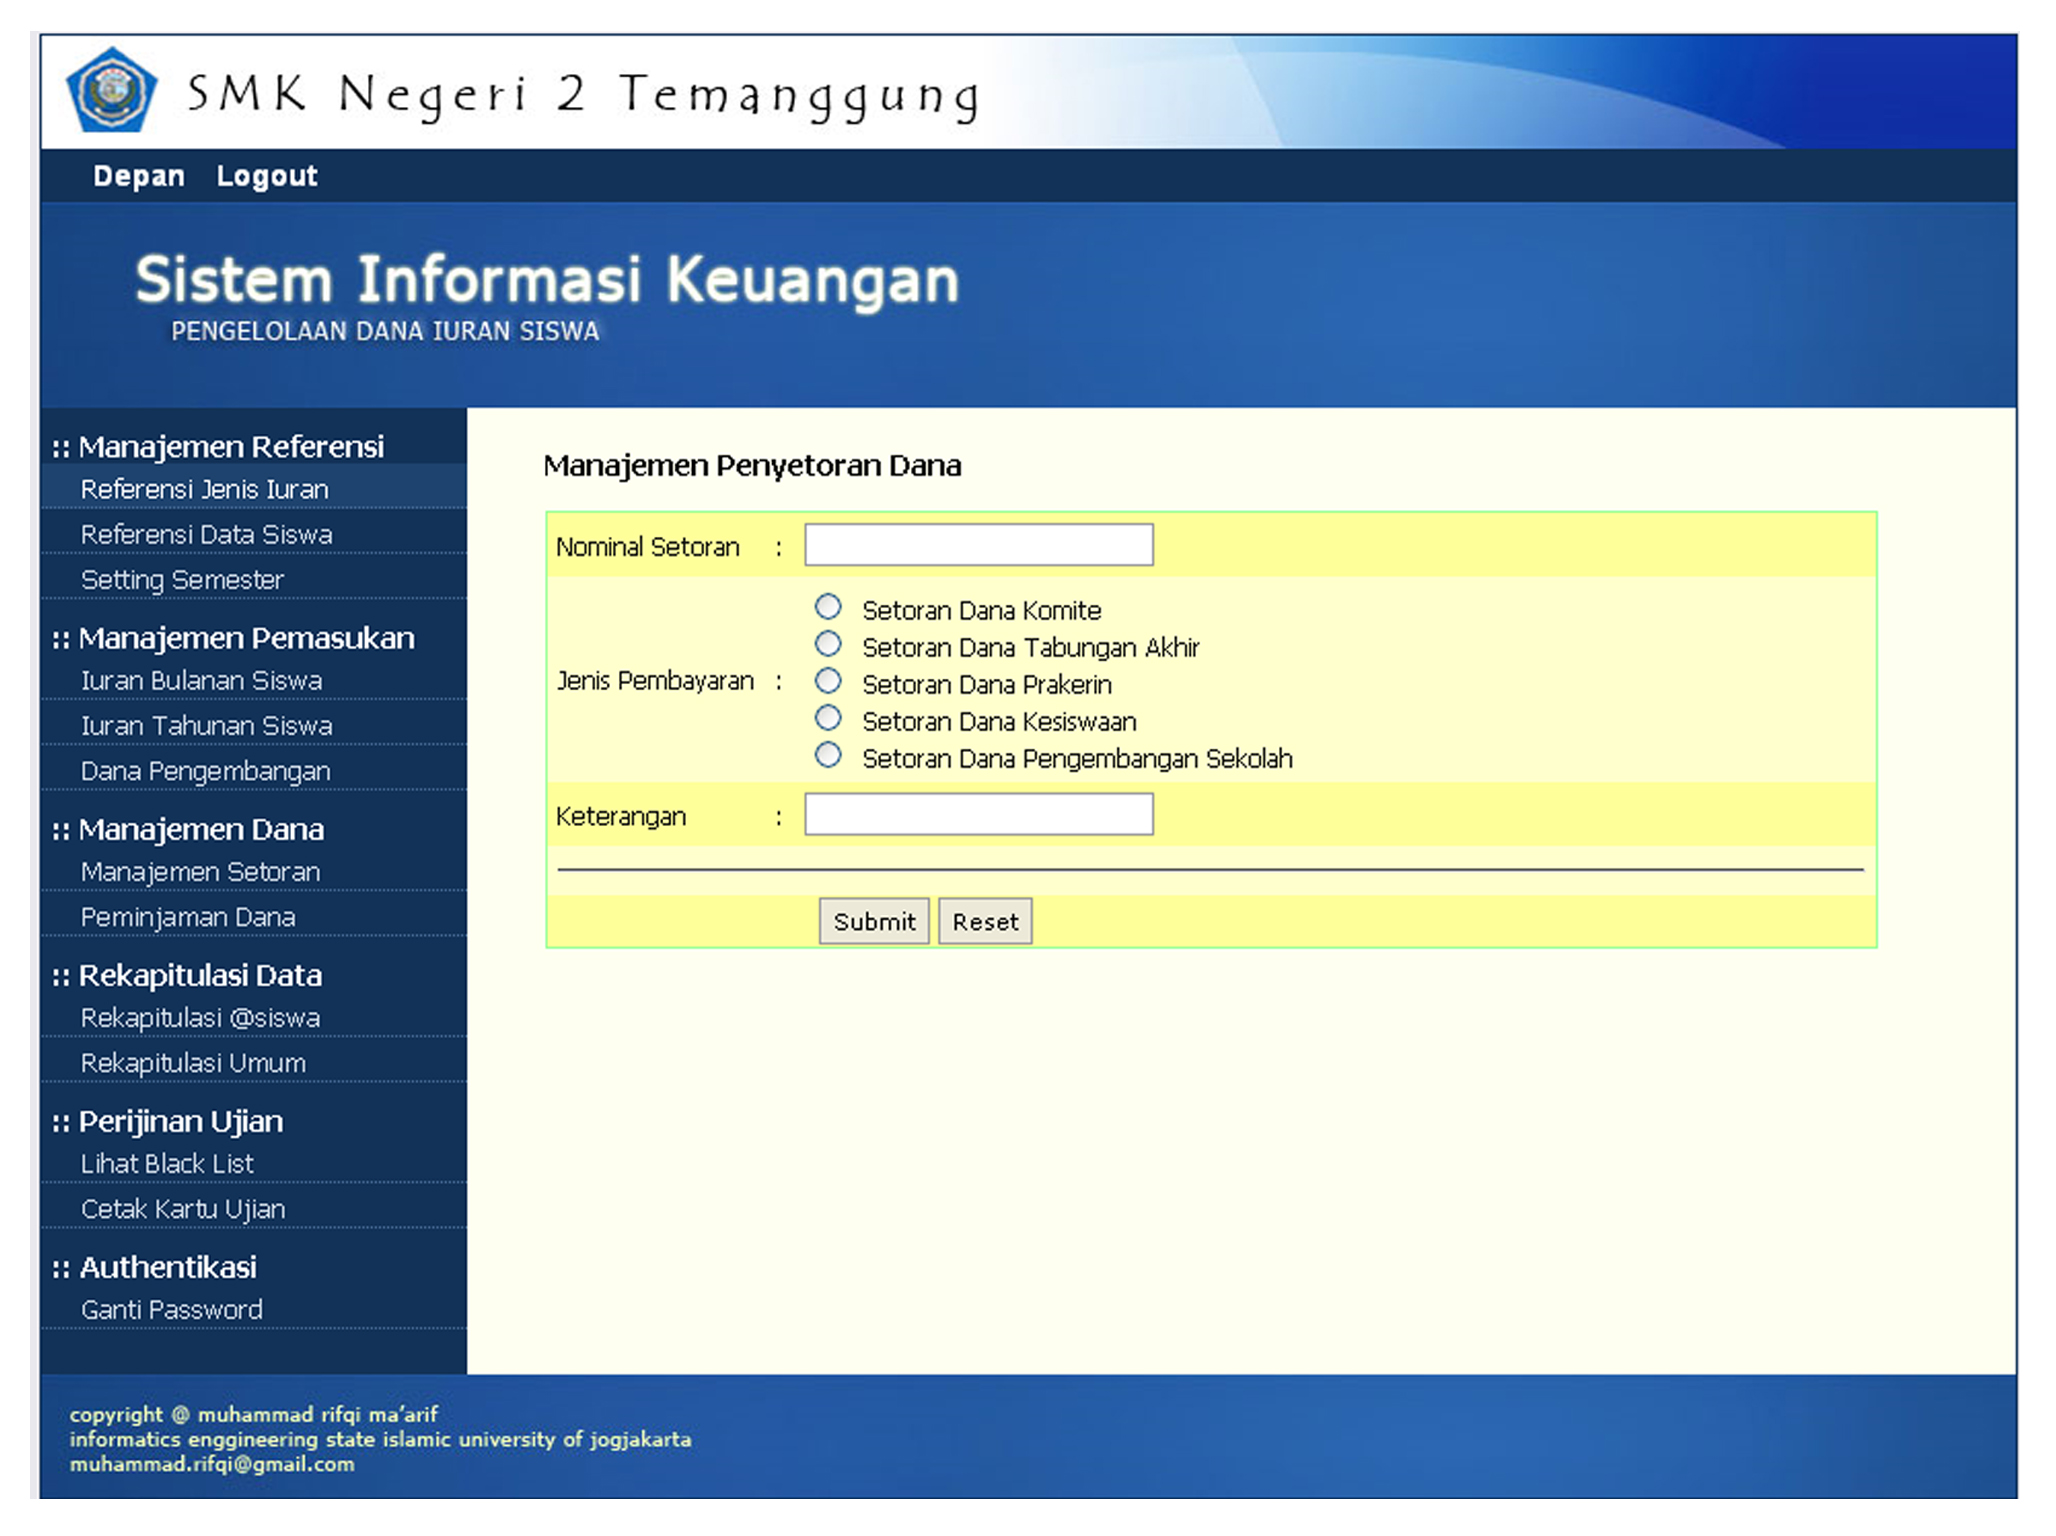 SMK Negeri 2 Temanggung
Depan Logout
Sistem Informasi Keuangan
PENGELOLAAN DANA IURAN SISWA
:: Manajemen Referensi
Referensi Jenis Iuran
Referensi Data Siswa
Setting Semester
:: Manajemen Pemasukan
Iuran Bulanan Siswa
Iuran Tahunan Siswa
Dana Pengembangan
:: Manajemen Dana
Manajemen Setoran
Peminjaman Dana
:: Rekapitulasi Data
Rekapitulasi @siswa
Rekapitulasi Umum
:: Perijinan Ujian
Lihat Black List
Cetak Kartu Ujian
:: Authentikasi
Ganti Password
Manajemen Penyetoran Dana
Nominal Setoran :
Jenis Pembayaran :
Setoran Dana Komite
Setoran Dana Tabungan Akhir
Setoran Dana Prakerin
Setoran Dana Kesiswaan
Setoran Dana Pengembangan Sekolah
Keterangan :
Submit Reset
copyright @ muhammad rifqi ma'arif
informatics enggineering state islamic university of jogjakarta
muhammad.rifqi@gmail.com